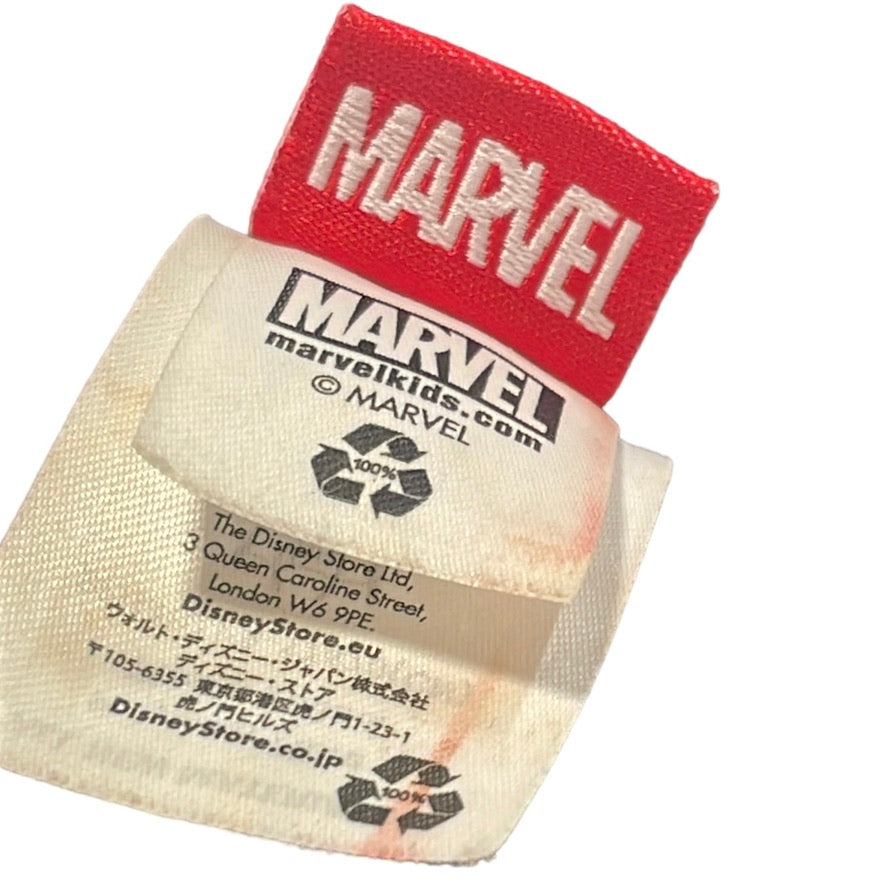 MARVEL
MARVEL
marvelkids.com
© MARVEL
100%
The Disney Store Ltd,
3 Queen Caroline Street,
London W6 9PE.
DisneyStore.eu
ウォルト・ディズニー・ジャパン株式会社
ディズニー・ストア
〒105-6355 東京都港区虎ノ門1-23-1
虎ノ門ヒルズ
DisneyStore.co.jp
100%